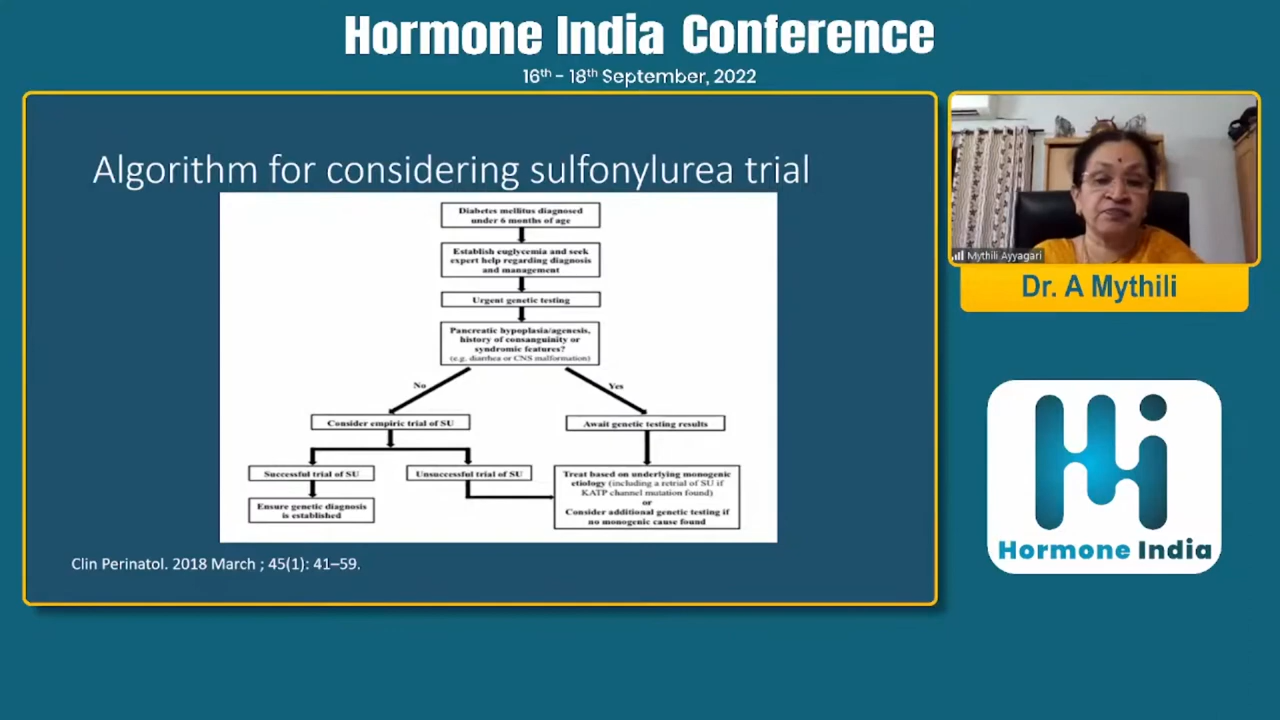 Hormone India Conference
16th - 18th September, 2022
Algorithm for considering sulfonylurea trial
Diabetes mellitus diagnosed
under 6 months of age
Establish euglycemia and seek
expert help regarding diagnosis
and management
Urgent genetic testing
Pancreatic hypoplasia/agenesis,
history of consanguinity or
syndromic features?
(e.g. diarrhea or CNS malformation)
No
Yes
Consider empiric trial of SU
Await genetic testing results
Successful trial of SU
Unsuccessful trial of SU
Ensure genetic diagnosis
is established
Treat based on underlying monogenic
etiology (including a retrial of SU if
KATP channel mutation found)
or
Consider additional genetic testing if
no monogenic cause found
Clin Perinatol. 2018 March ; 45(1): 41–59.
Mythili Ayyagari
Dr. A Mythili
Hormone India